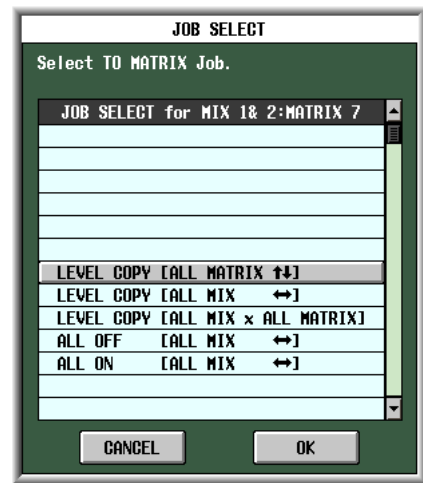 JOB SELECT
Select TO MATRIX Job.
JOB SELECT for MIX 1& 2:MATRIX 7
LEVEL COPY [ALL MATRIX ↑↓]
LEVEL COPY [ALL MIX ↔]
LEVEL COPY [ALL MIX x ALL MATRIX]
ALL OFF [ALL MIX ↔]
ALL ON [ALL MIX ↔]
CANCEL OK